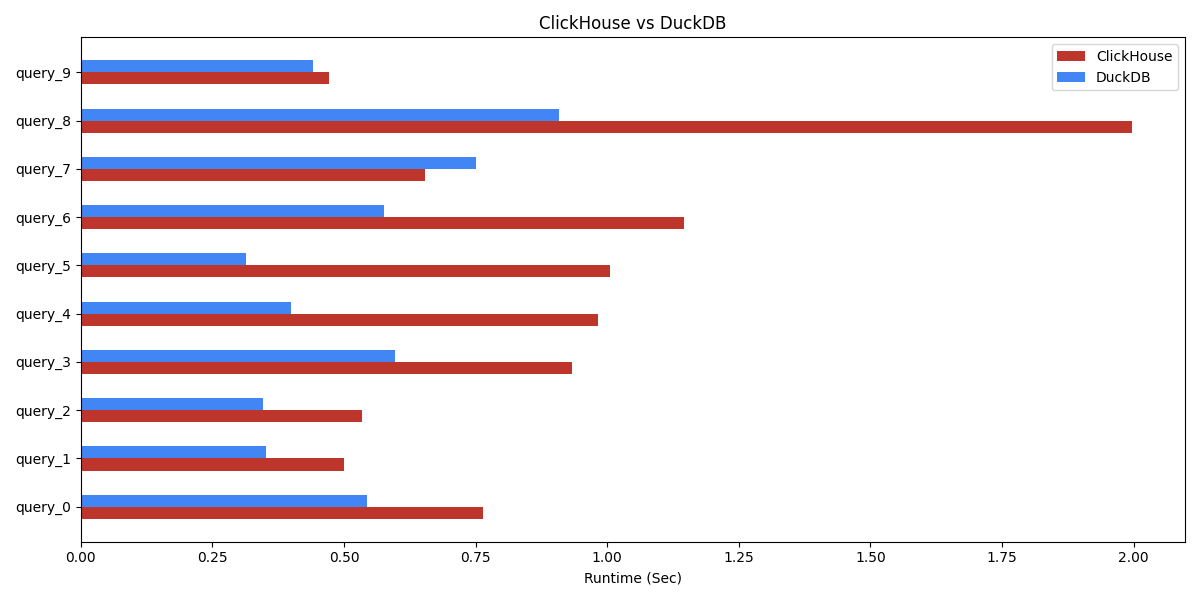 ClickHouse vs DuckDB
ClickHouse
DuckDB
query_9
query_8
query_7
query_6
query_5
query_4
query_3
query_2
query_1
query_0
0.00 0.25 0.50 0.75 1.00 1.25 1.50 1.75 2.00
Runtime (Sec)